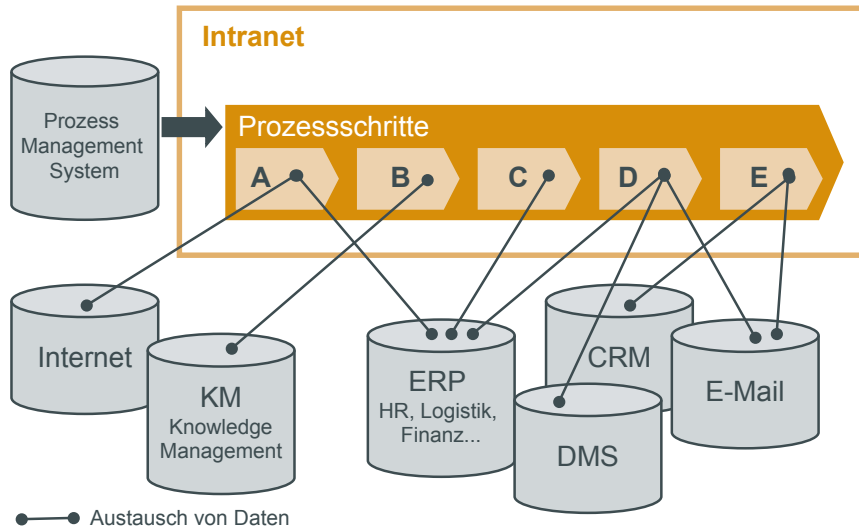 Intranet
Prozess
Management
System
Prozessschritte
A
B
C
D
E
Internet
KM
Knowledge
Management
ERP
HR, Logistik,
Finanz...
CRM
DMS
E-Mail
Austausch von Daten